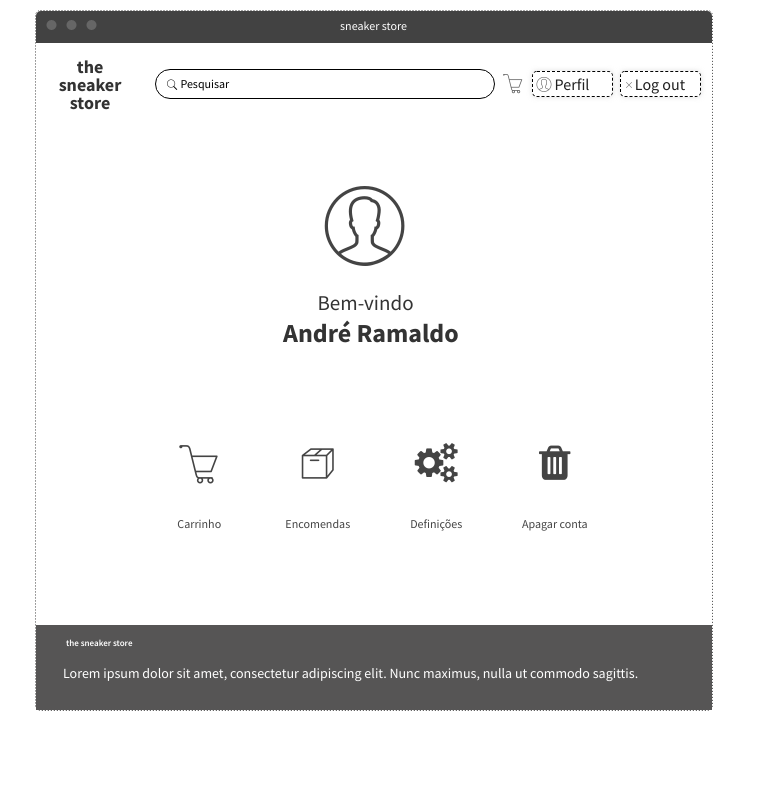 sneaker store
the
sneaker
store
Pesquisar
Perfil
Log out
Bem-vindo
André Ramaldo
Carrinho
Encomendas
Definições
Apagar conta
the sneaker store
Lorem ipsum dolor sit amet, consectetur adipiscing elit. Nunc maximus, nulla ut commodo sagittis.